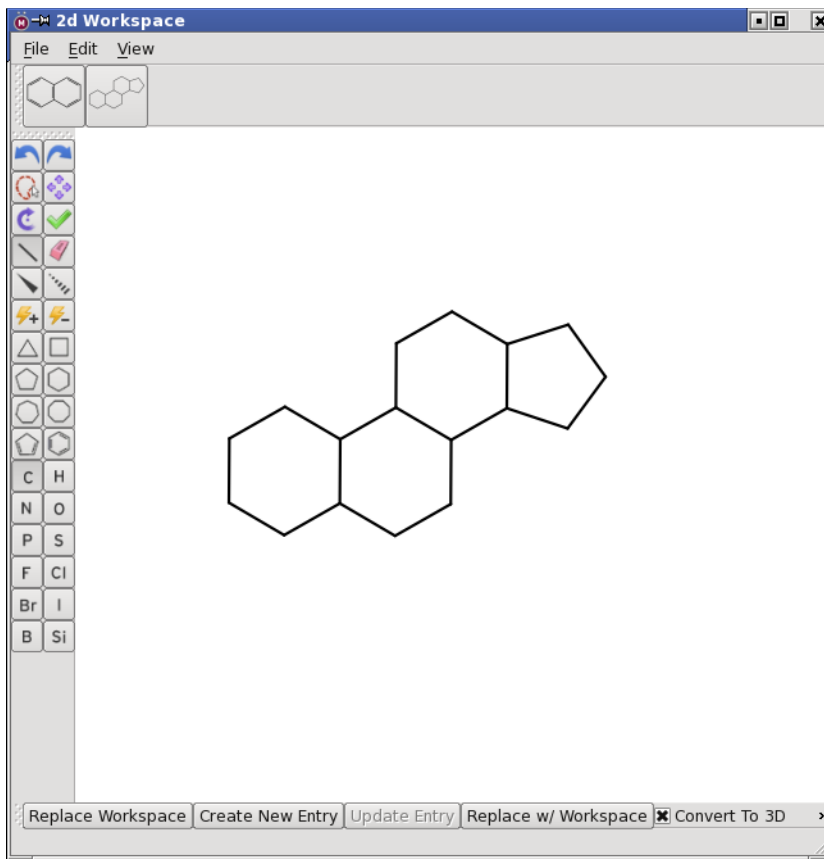 2d Workspace
File Edit View
C H
N O
P S
F Cl
Br I
B Si
Replace Workspace Create New Entry Update Entry Replace w/ Workspace Convert To 3D